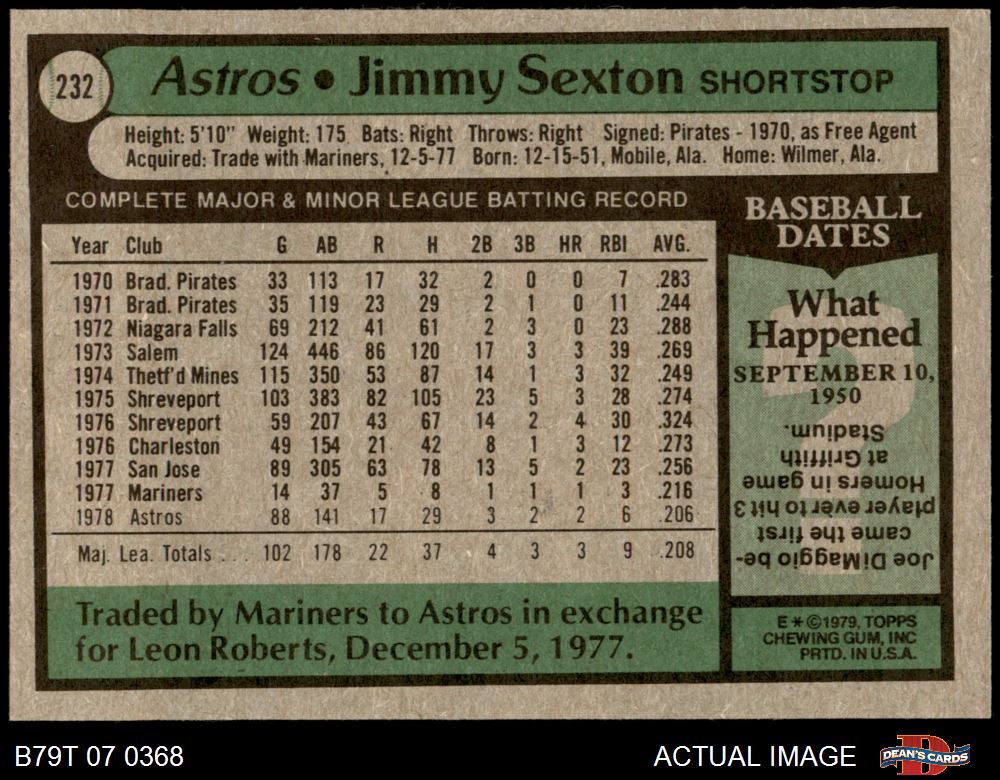 232
Astros • Jimmy Sexton SHORTSTOP
Height: 5'10" Weight: 175 Bats: Right Throws: Right Signed: Pirates - 1970, as Free Agent
Acquired: Trade with Mariners, 12-5-77 Born: 12-15-51, Mobile, Ala. Home: Wilmer, Ala.
COMPLETE MAJOR & MINOR LEAGUE BATTING RECORD
Year Club G AB R H 2B 3B HR RBI AVG.
1970 Brad. Pirates 33 113 17 32 2 0 0 7 .283
1971 Brad. Pirates 35 119 23 29 2 1 0 11 .244
1972 Niagara Falls 69 212 41 61 2 3 0 23 .288
1973 Salem 124 446 86 120 17 3 3 39 .269
1974 Thetf'd Mines 115 350 53 87 14 1 3 32 .249
1975 Shreveport 103 383 82 105 23 5 3 28 .274
1976 Shreveport 59 207 43 67 14 2 4 30 .324
1976 Charleston 49 154 21 42 8 1 3 12 .273
1977 San Jose 89 305 63 78 13 5 2 23 .256
1977 Mariners 14 37 5 8 1 1 1 3 .216
1978 Astros 88 141 17 29 3 2 2 6 .206
Maj. Lea. Totals . . . 102 178 22 37 4 3 3 9 .208
Traded by Mariners to Astros in exchange
for Leon Roberts, December 5, 1977.
BASEBALL
DATES
What
Happened
SEPTEMBER 10,
1950
Joe DiMaggio be-
came the first
player ever to hit 3
Homers in game
at Griffith
Stadium.
E * © 1979, TOPPS
CHEWING GUM, INC
PRTD. IN U.S.A.
B79T 07 0368
ACTUAL IMAGE
DEAN'S CARDS